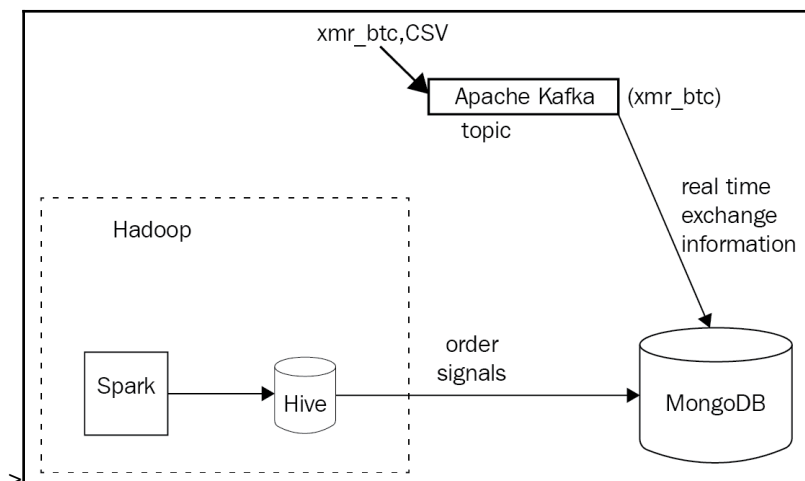 xmr_btc,CSV
Apache Kafka
(xmr_btc)
topic
real time
exchange
information
Hadoop
order
signals
Spark
Hive
MongoDB